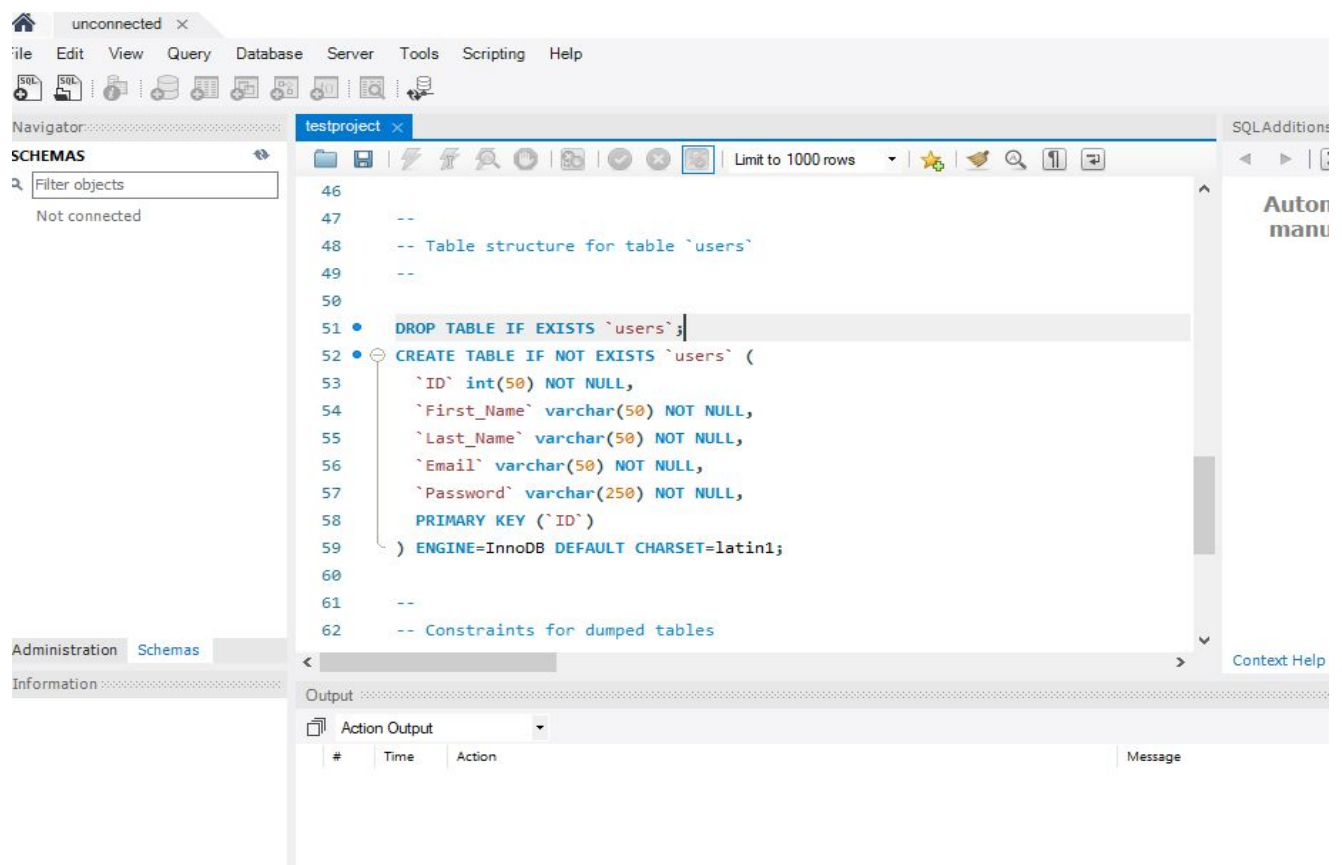 unconnected ×
ile Edit View Query Database Server Tools Scripting Help
SQL SQL
Navigator
SCHEMAS
Filter objects
Not connected
Administration Schemas
Information
testproject ×
Limit to 1000 rows
46
47 --
48 -- Table structure for table `users`
49 --
50
51 DROP TABLE IF EXISTS `users`;
52 CREATE TABLE IF NOT EXISTS `users` (
53 `ID` int(50) NOT NULL,
54 `First_Name` varchar(50) NOT NULL,
55 `Last_Name` varchar(50) NOT NULL,
56 `Email` varchar(50) NOT NULL,
57 `Password` varchar(250) NOT NULL,
58 PRIMARY KEY (`ID`)
59 ) ENGINE=InnoDB DEFAULT CHARSET=latin1;
60
61 --
62 -- Constraints for dumped tables
SQLAdditions
Autom
manu
Context Help
Output
Action Output
# Time Action Message